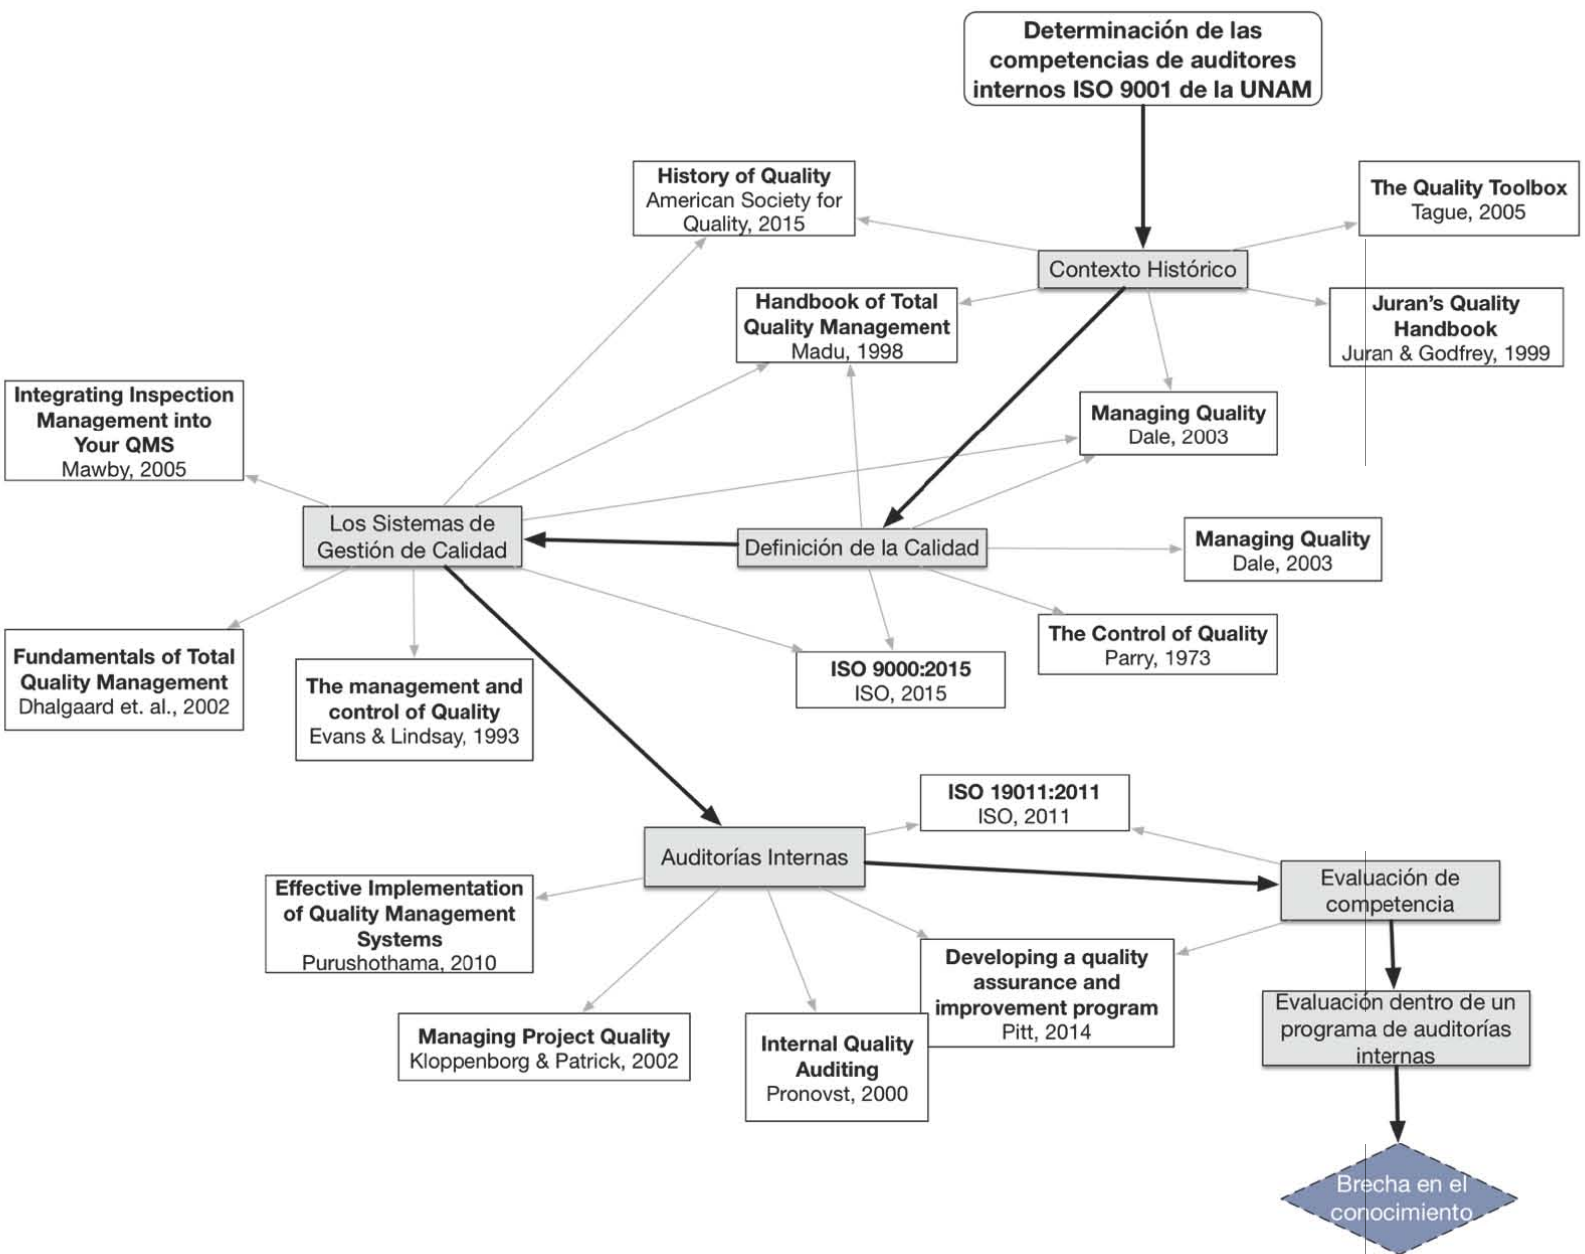 Determinación de las
competencias de auditores
internos ISO 9001 de la UNAM
History of Quality
American Society for
Quality, 2015
The Quality Toolbox
Tague, 2005
Contexto Histórico
Handbook of Total
Quality Management
Madu, 1998
Juran’s Quality
Handbook
Juran & Godfrey, 1999
Integrating Inspection
Management into
Your QMS
Mawby, 2005
Managing Quality
Dale, 2003
Los Sistemas de
Gestión de Calidad
Definición de la Calidad
Managing Quality
Dale, 2003
The Control of Quality
Parry, 1973
Fundamentals of Total
Quality Management
Dhalgaard et. al., 2002
The management and
control of Quality
Evans & Lindsay, 1993
ISO 9000:2015
ISO, 2015
ISO 19011:2011
ISO, 2011
Auditorías Internas
Evaluación de
competencia
Effective Implementation
of Quality Management
Systems
Purushothama, 2010
Developing a quality
assurance and
improvement program
Pitt, 2014
Managing Project Quality
Kloppenborg & Patrick, 2002
Internal Quality
Auditing
Pronovst, 2000
Evaluación dentro de un
programa de auditorías
internas
Brecha en el
conocimiento